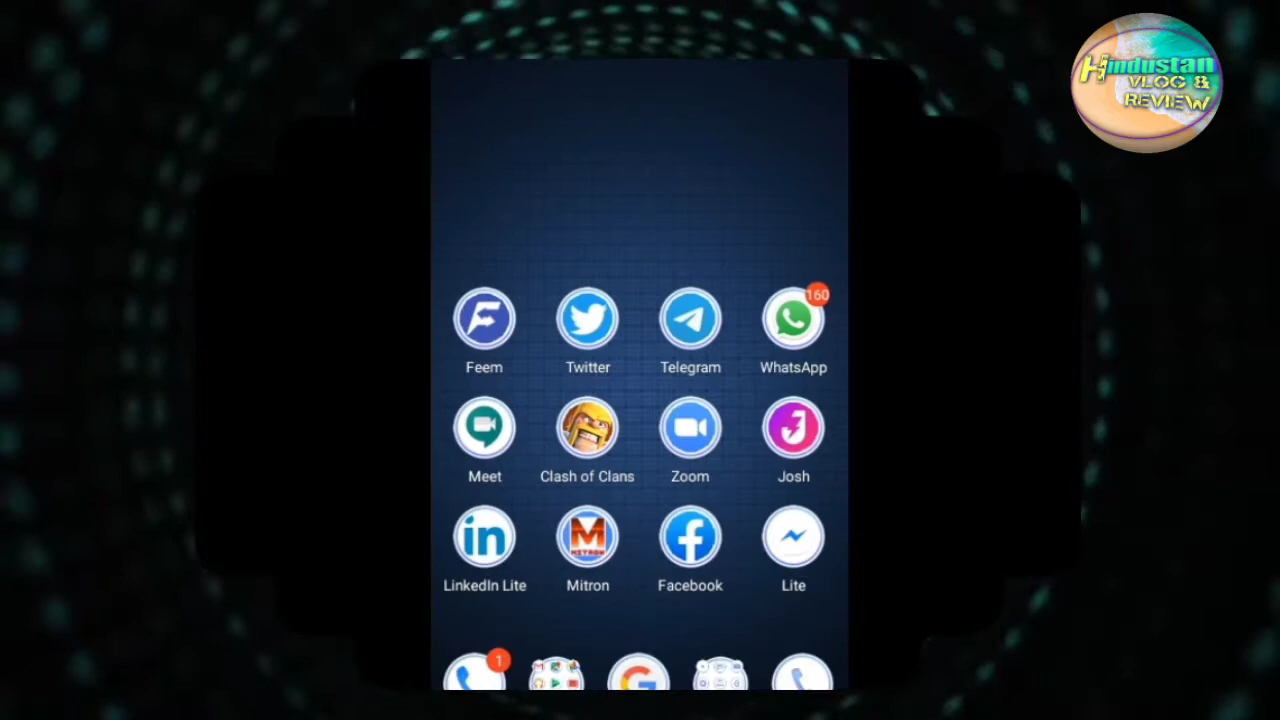 Hindustan
VLOG &
REVIEW
160
Feem Twitter Telegram WhatsApp
Meet Clash of Clans Zoom Josh
MITRON
LinkedIn Lite Mitron Facebook Lite
1